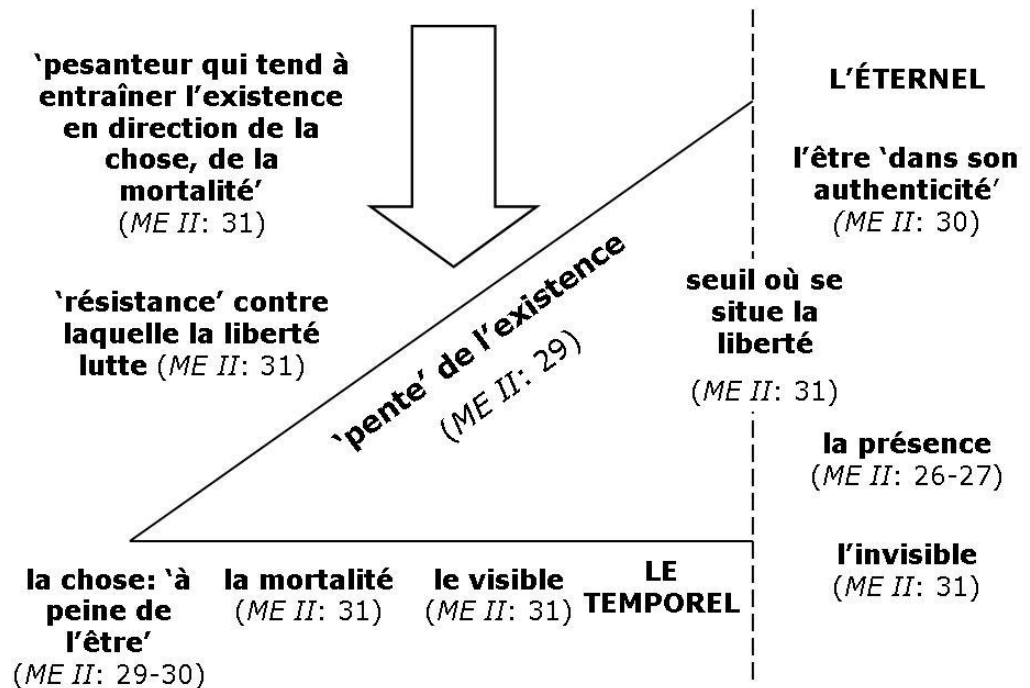 ‘pesanteur qui tend à
entraîner l’existence
en direction de la
chose, de la
mortalité’
(ME II: 31)
‘résistance’ contre
laquelle la liberté
lutte (ME II: 31)
‘pente’ de l’existence
(ME II: 29)
L’ÉTERNEL
l’être ‘dans son
authenticité’
(ME II: 30)
seuil où se
situe la
liberté
(ME II: 31)
la présence
(ME II: 26-27)
l’invisible
(ME II: 31)
la chose: ‘à
peine de
l’être’
(ME II: 29-30)
la mortalité
(ME II: 31)
le visible
(ME II: 31)
LE
TEMPOREL